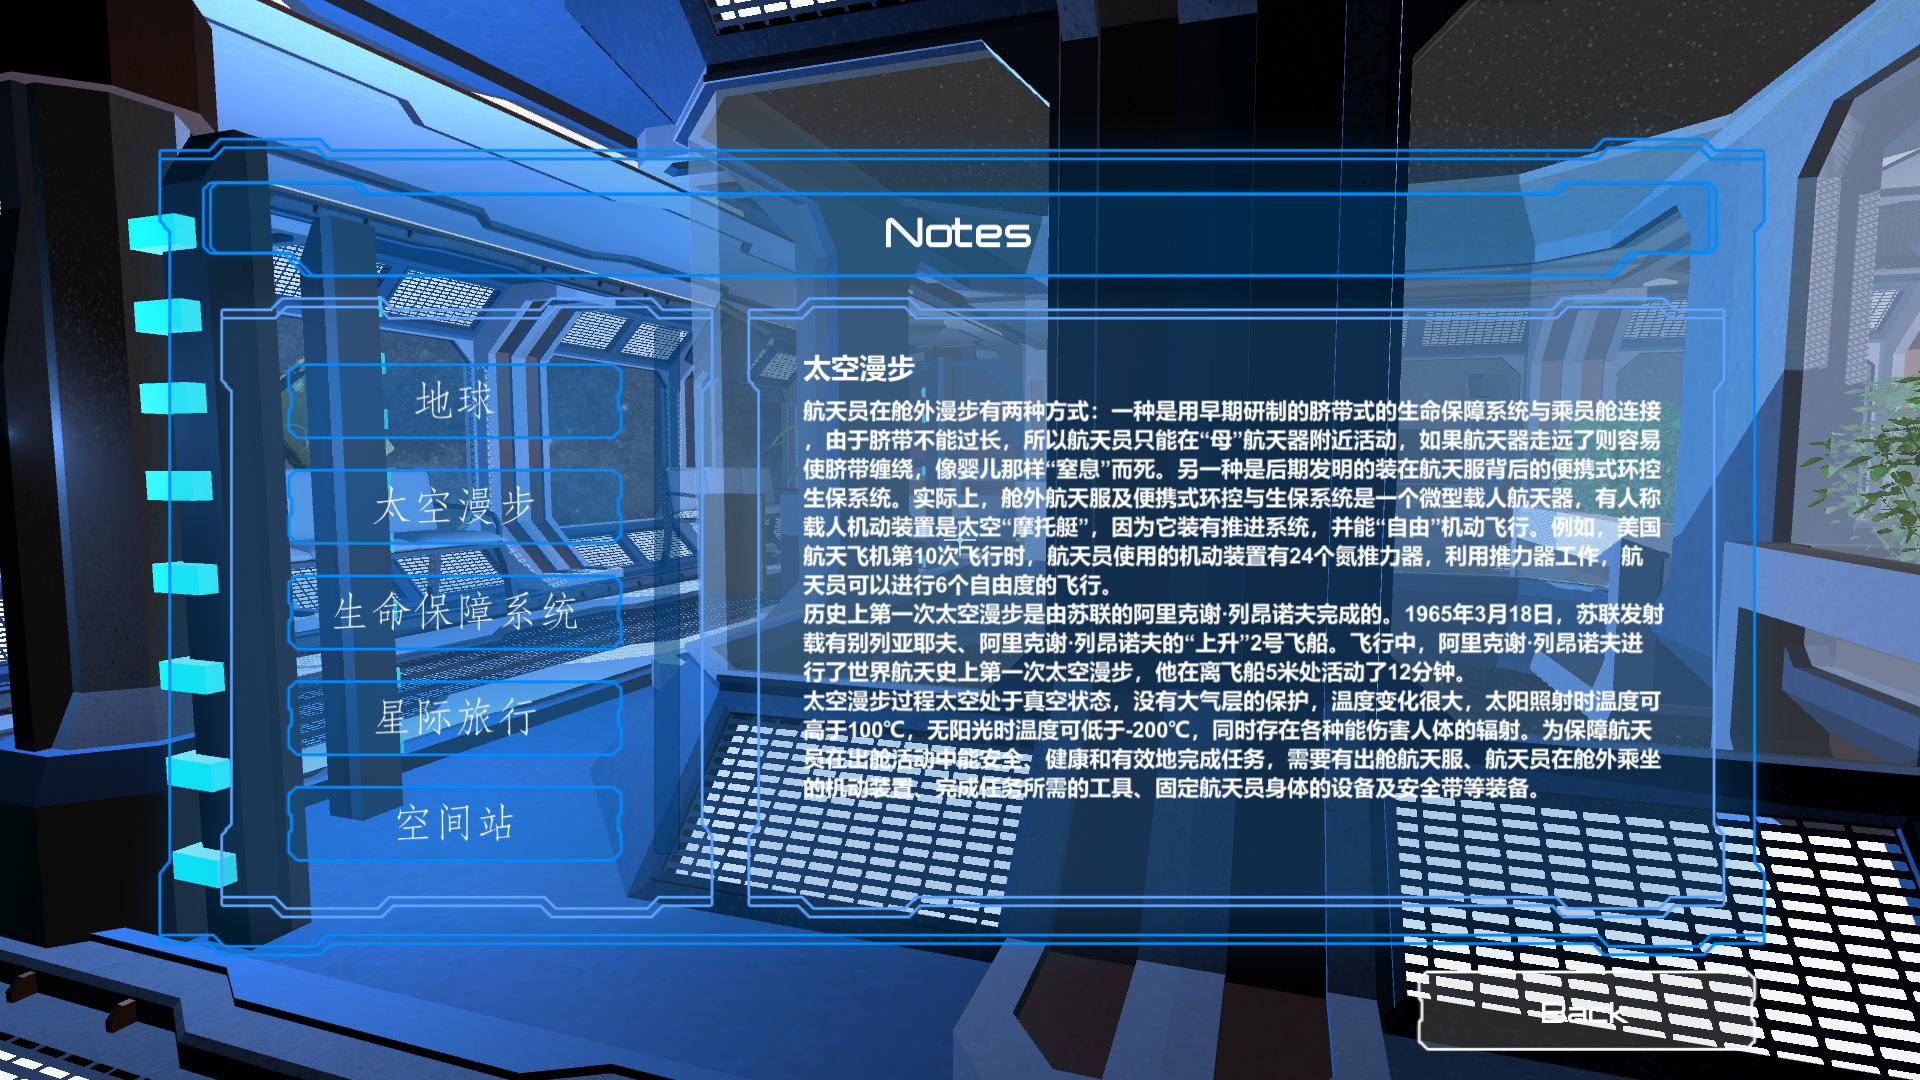 Notes
地球
太空漫步
生命保障系统
星际旅行
空间站
太空漫步
航天员在舱外漫步有两种方式：一种是用早期研制的脐带式的生命保障系统与乘员舱连接
，由于脐带不能过长，所以航天员只能在“母”航天器附近活动，如果航天器走远了则容易
使脐带缠绕，像婴儿那样“窒息”而死。另一种是后期发明的装在航天服背后的便携式环控
生保系统。实际上，舱外航天服及便携式环控与生保系统是一个微型载人航天器，有人称
载人机动装置是太空“摩托艇”，因为它装有推进系统，并能“自由”机动飞行。例如，美国
航天飞机第10次飞行时，航天员使用的机动装置有24个氮推力器，利用推力器工作，航
天员可以进行6个自由度的飞行。
历史上第一次太空漫步是由苏联的阿里克谢·列昂诺夫完成的。1965年3月18日，苏联发射
载有别列亚耶夫、阿里克谢·列昂诺夫的“上升”2号飞船。飞行中，阿里克谢·列昂诺夫进
行了世界航天史上第一次太空漫步，他在离飞船5米处活动了12分钟。
太空漫步过程太空处于真空状态，没有大气层的保护，温度变化很大，太阳照射时温度可
高于100℃，无阳光时温度可低于-200℃，同时存在各种能伤害人体的辐射。为保障航天
员在出舱活动中能安全、健康和有效地完成任务，需要有出舱航天服、航天员在舱外乘坐
的机动装置、完成任务所需的工具、固定航天员身体的设备及安全带等装备。
Back